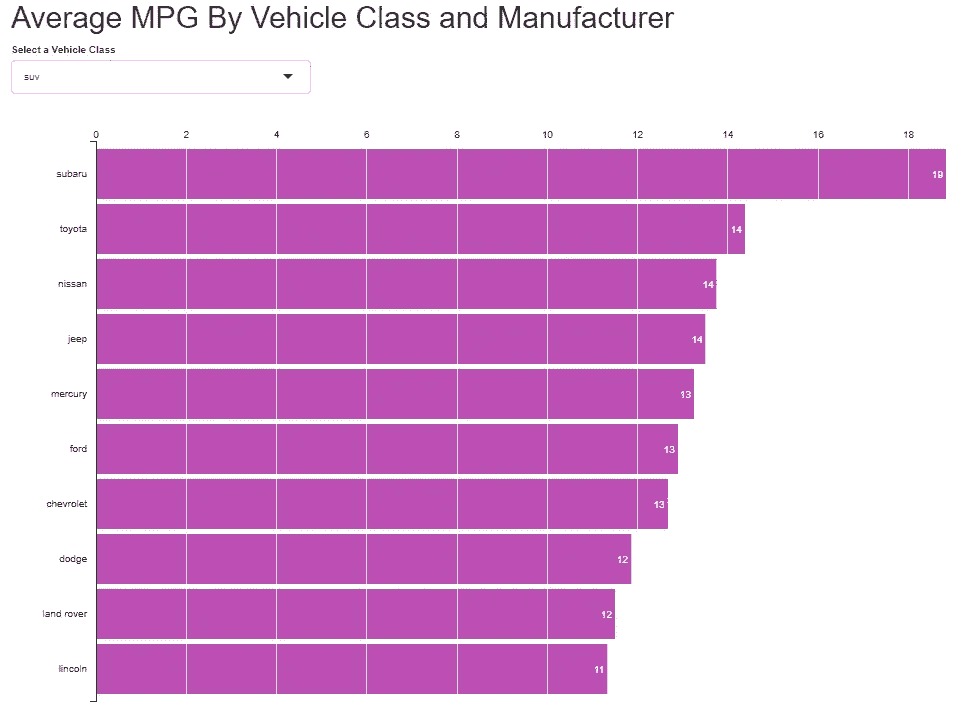 Average MPG By Vehicle Class and Manufacturer
Select a Vehicle Class
suv
0 2 4 6 8 10 12 14 16 18
subaru 19
toyota 14
nissan 14
jeep 14
mercury 13
ford 13
chevrolet 13
dodge 12
land rover 12
lincoln 11